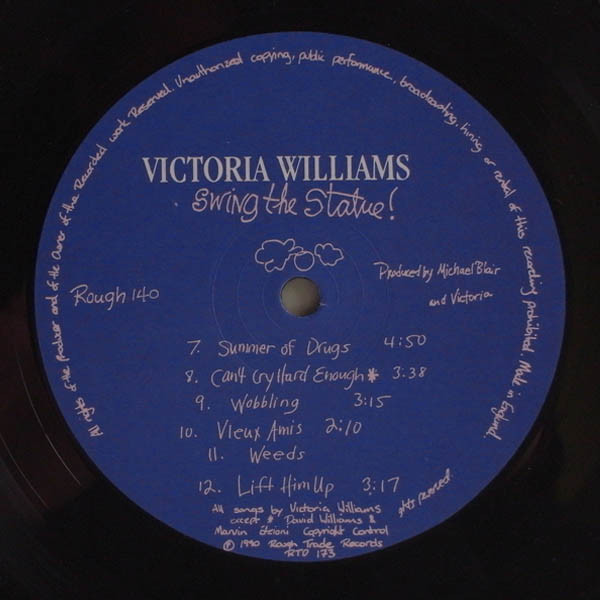 All rights of the Producer and of the Owner of the Recorded work Reserved. Unauthorized copying, public performance, broadcasting, hiring or rental of this recording prohibited. Made in England.
VICTORIA WILLIAMS
Swing the Statue!
Rough 140
Produced by Michael Blair
and Victoria
7. Summer of Drugs 4:50
8. Can't Cry Hard Enough* 3:38
9. Wobbling 3:15
10. Vieux Amis 2:10
11. Weeds
12. Lift Him Up 3:17
All songs by Victoria Williams
except * David Williams &
Marvin Etzioni Copyright Control
℗ 1990 Rough Trade Records
RTD 173
ghts reserved.